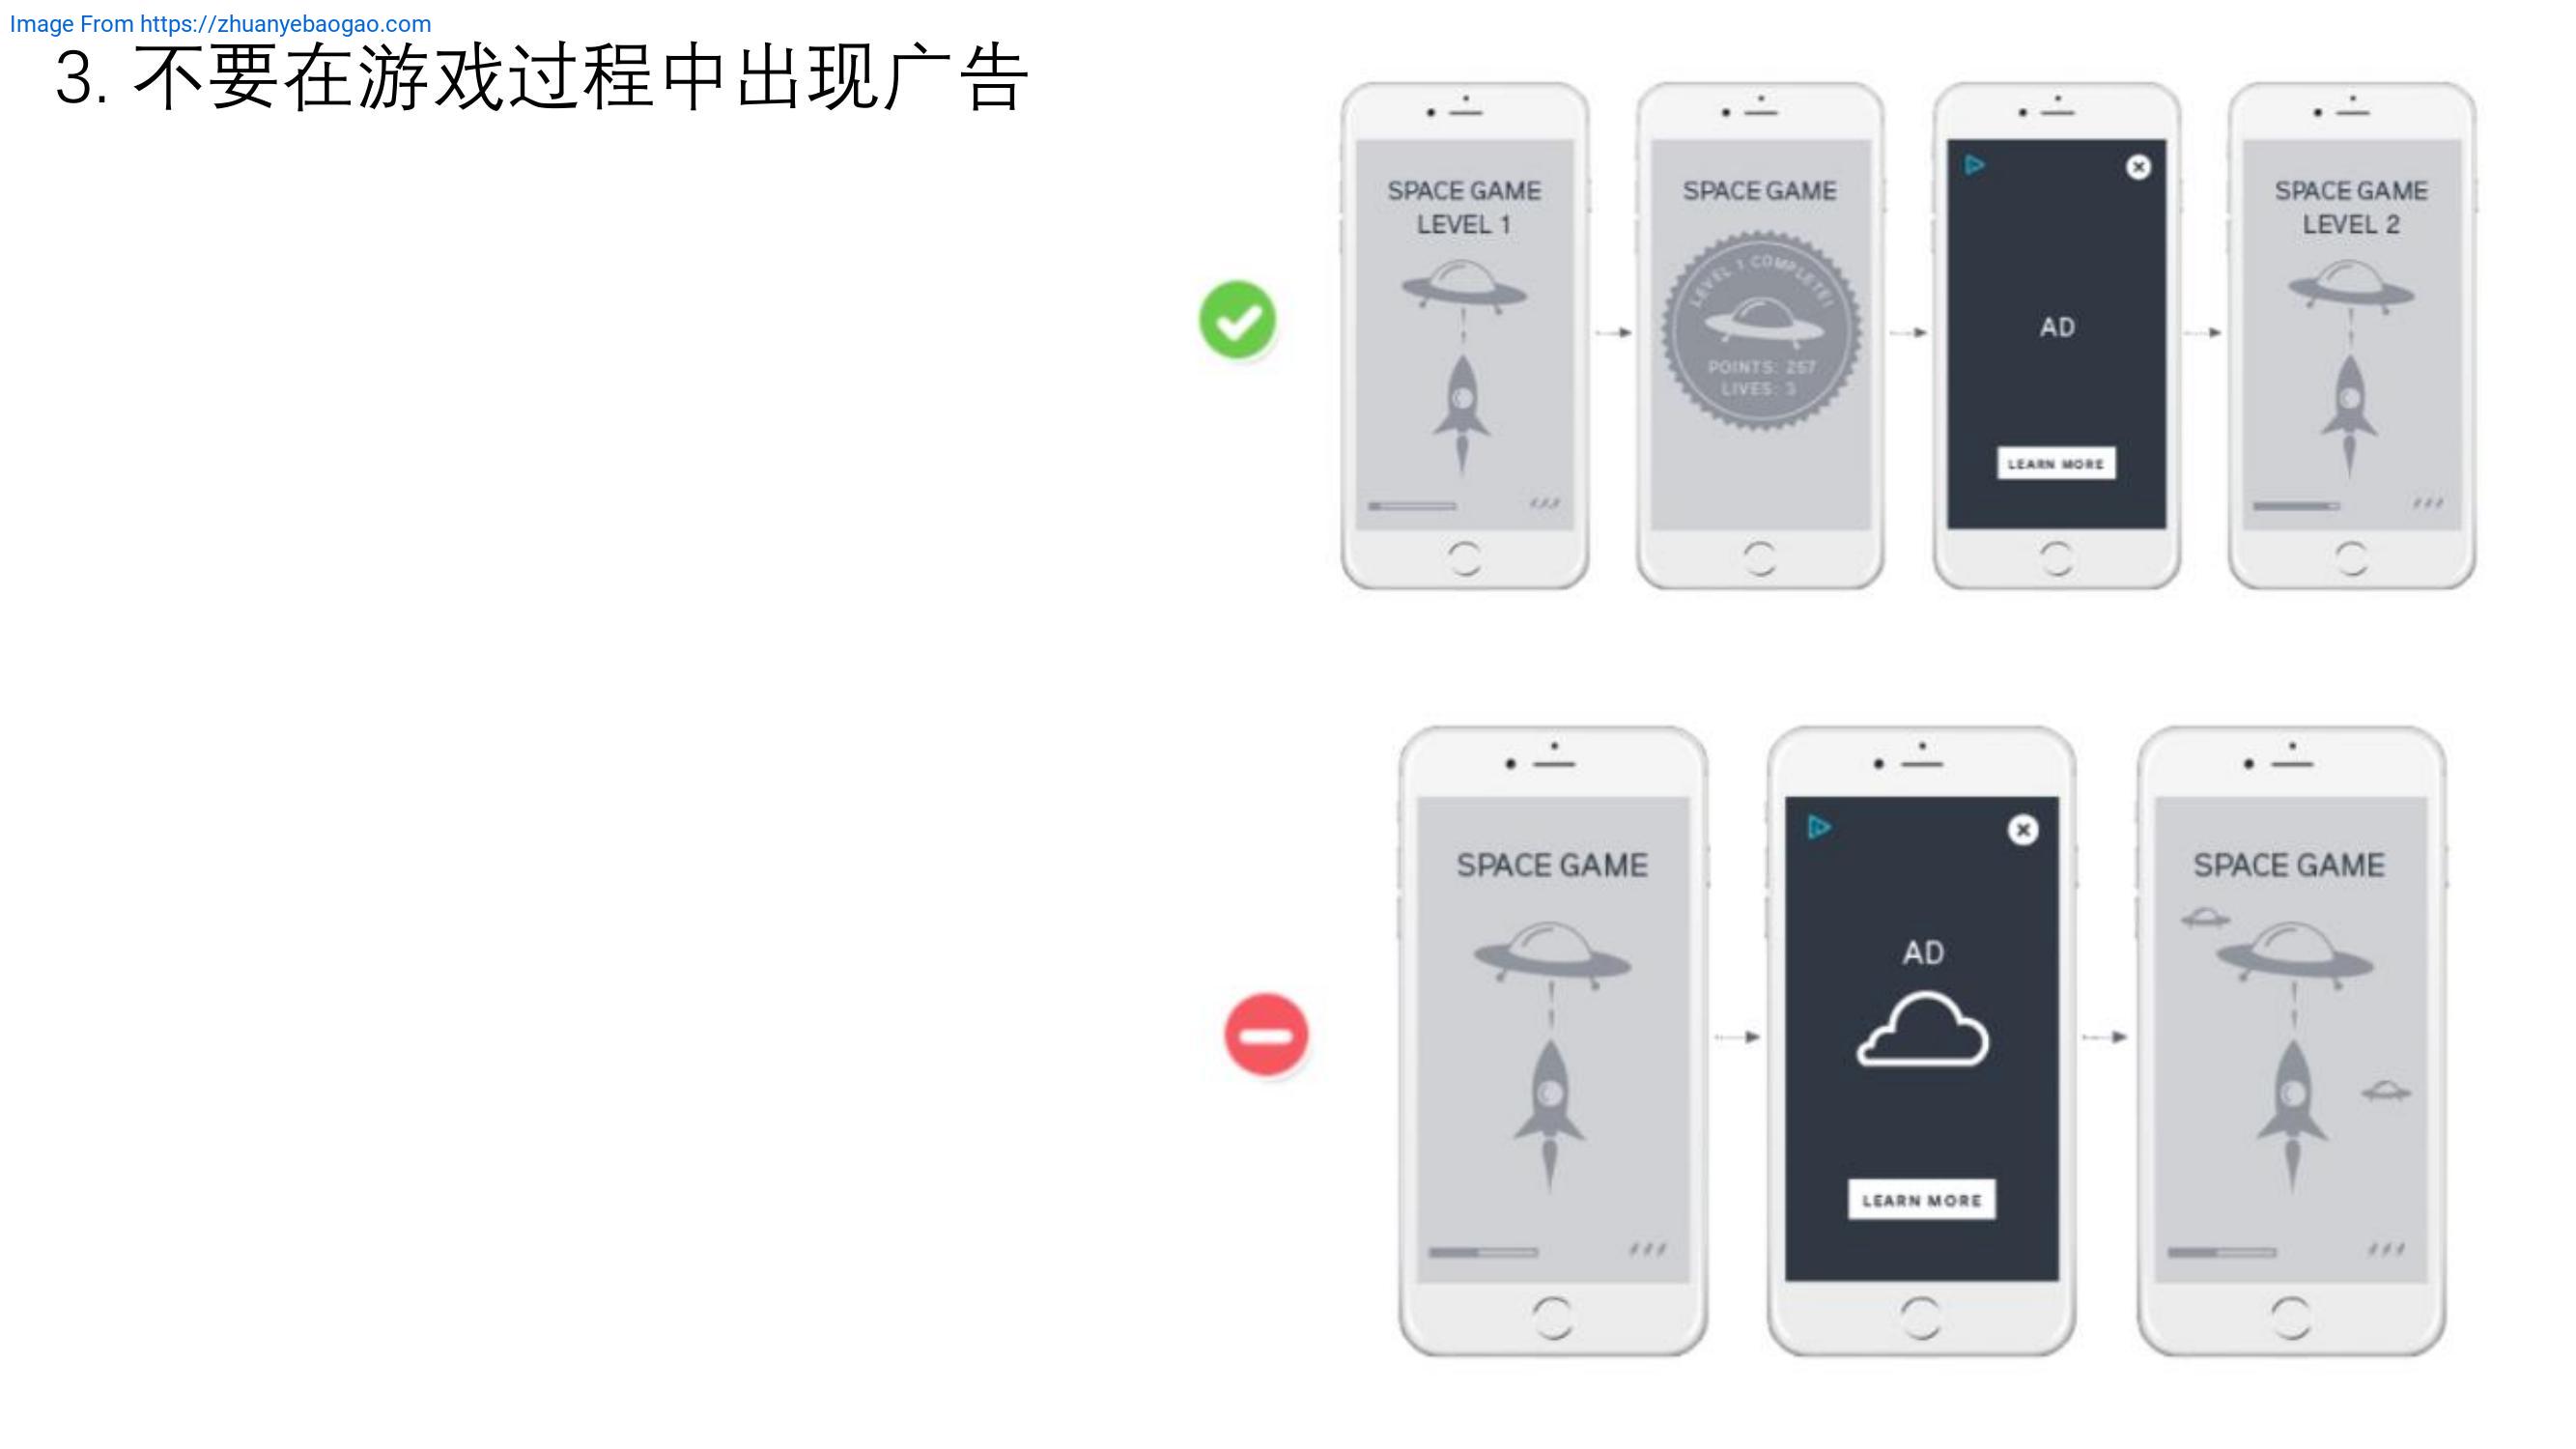 Image From https://zhuanyebaogao.com
3. 不要在游戏过程中出现广告
SPACE GAME
LEVEL 1
SPACE GAME
LEVEL 1 COMPLETE!
POINTS: 267
LIVES: 3
AD
LEARN MORE
SPACE GAME
LEVEL 2
SPACE GAME
AD
LEARN MORE
SPACE GAME